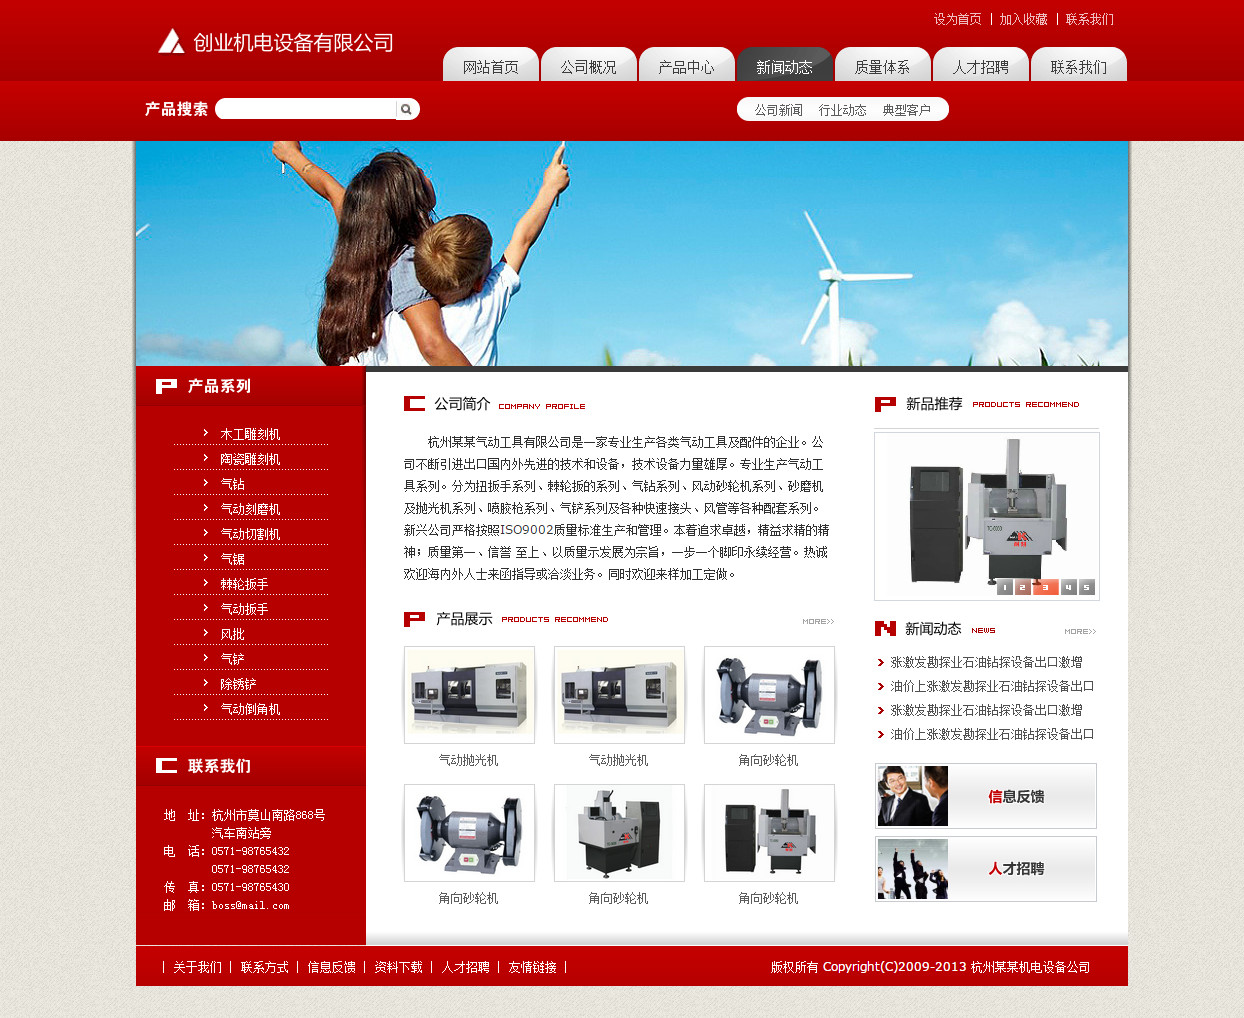 设为首页 | 加入收藏 | 联系我们
创业机电设备有限公司
网站首页 公司概况 产品中心 新闻动态 质量体系 人才招聘 联系我们
产品搜索
公司新闻 行业动态 典型客户
产品系列
木工雕刻机
陶瓷雕刻机
气钻
气动刻磨机
气动切割机
气锯
棘轮扳手
气动扳手
风批
气铲
除锈铲
气动倒角机
联系我们
地 址：杭州市莫山南路868号
汽车南站旁
电 话：0571-98765432
0571-98765432
传 真：0571-98765430
邮 箱：boss@mail.com
公司简介 COMPANY PROFILE
杭州某某气动工具有限公司是一家专业生产各类气动工具及配件的企业。公
司不断引进出口国内外先进的技术和设备，技术设备力量雄厚。专业生产气动工
具系列。分为扭扳手系列、棘轮扳的系列、气钻系列、风动砂轮机系列、砂磨机
及抛光机系列、喷胶枪系列、气铲系列及各种快速接头、风管等各种配套系列。
新兴公司严格按照ISO9002质量标准生产和管理。本着追求卓越，精益求精的精
神；质量第一、信誉 至上、以质量示发展为宗旨，一步一个脚印永续经营。热诚
欢迎海内外人士来函指导或洽淡业务。同时欢迎来样加工定做。
产品展示 PRODUCTS RECOMMEND MORE>>
气动抛光机 气动抛光机 角向砂轮机
角向砂轮机 角向砂轮机 角向砂轮机
新品推荐 PRODUCTS RECOMMEND
1 2 3 4 5
新闻动态 NEWS MORE>>
涨激发勘探业石油钻探设备出口激增
油价上涨激发勘探业石油钻探设备出口
涨激发勘探业石油钻探设备出口激增
油价上涨激发勘探业石油钻探设备出口
信息反馈
人才招聘
| 关于我们 | 联系方式 | 信息反馈 | 资料下载 | 人才招聘 | 友情链接 |
版权所有 Copyright(C)2009-2013 杭州某某机电设备公司